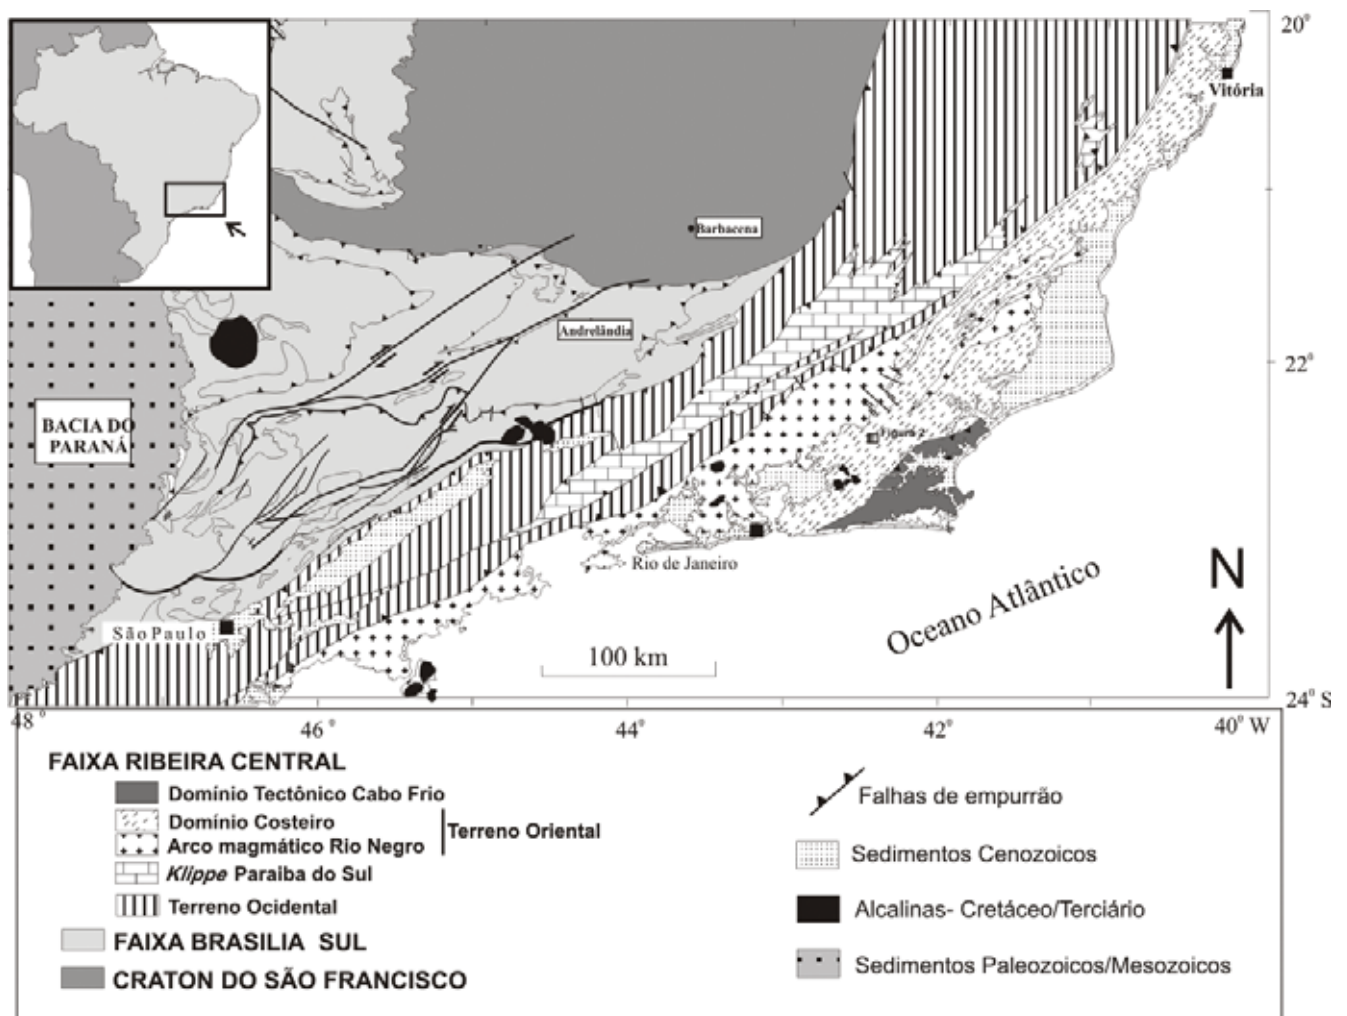 20°
Vitória
Barbacena
Andrelândia
22°
BACIA DO
PARANÁ
Figura 2
Rio de Janeiro
Oceano Atlântico
N
São Paulo
100 km
24° S
48°
46°
44°
42°
40° W
FAIXA RIBEIRA CENTRAL
Domínio Tectônico Cabo Frio
Domínio Costeiro
Arco magmático Rio Negro
Terreno Oriental
Klippe Paraiba do Sul
Terreno Ocidental
FAIXA BRASILIA SUL
CRATON DO SÃO FRANCISCO
Falhas de empurrão
Sedimentos Cenozoicos
Alcalinas- Cretáceo/Terciário
Sedimentos Paleozoicos/Mesozoicos